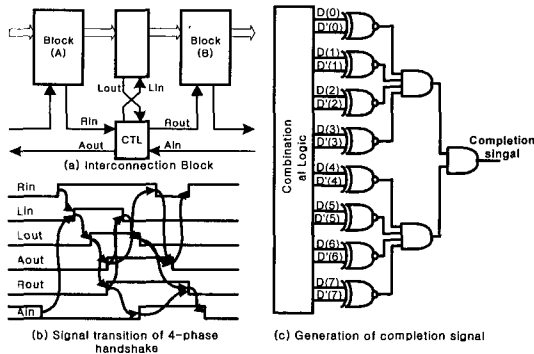 Block
(A)
Block
(B)
Lout
Lin
Rin
Rout
CTL
Aout
Ain
(a) Interconnection Block
Rin
Lin
Lout
Aout
Rout
Ain
(b) Signal transition of 4-phase
handshake
Combination
al Logic
D(0)
D'(0)
D(1)
D'(1)
D(2)
D'(2)
D(3)
D'(3)
D(4)
D'(4)
D(5)
D'(5)
D(6)
D'(6)
D(7)
D'(7)
Completion
singal
(c) Generation of completion signal